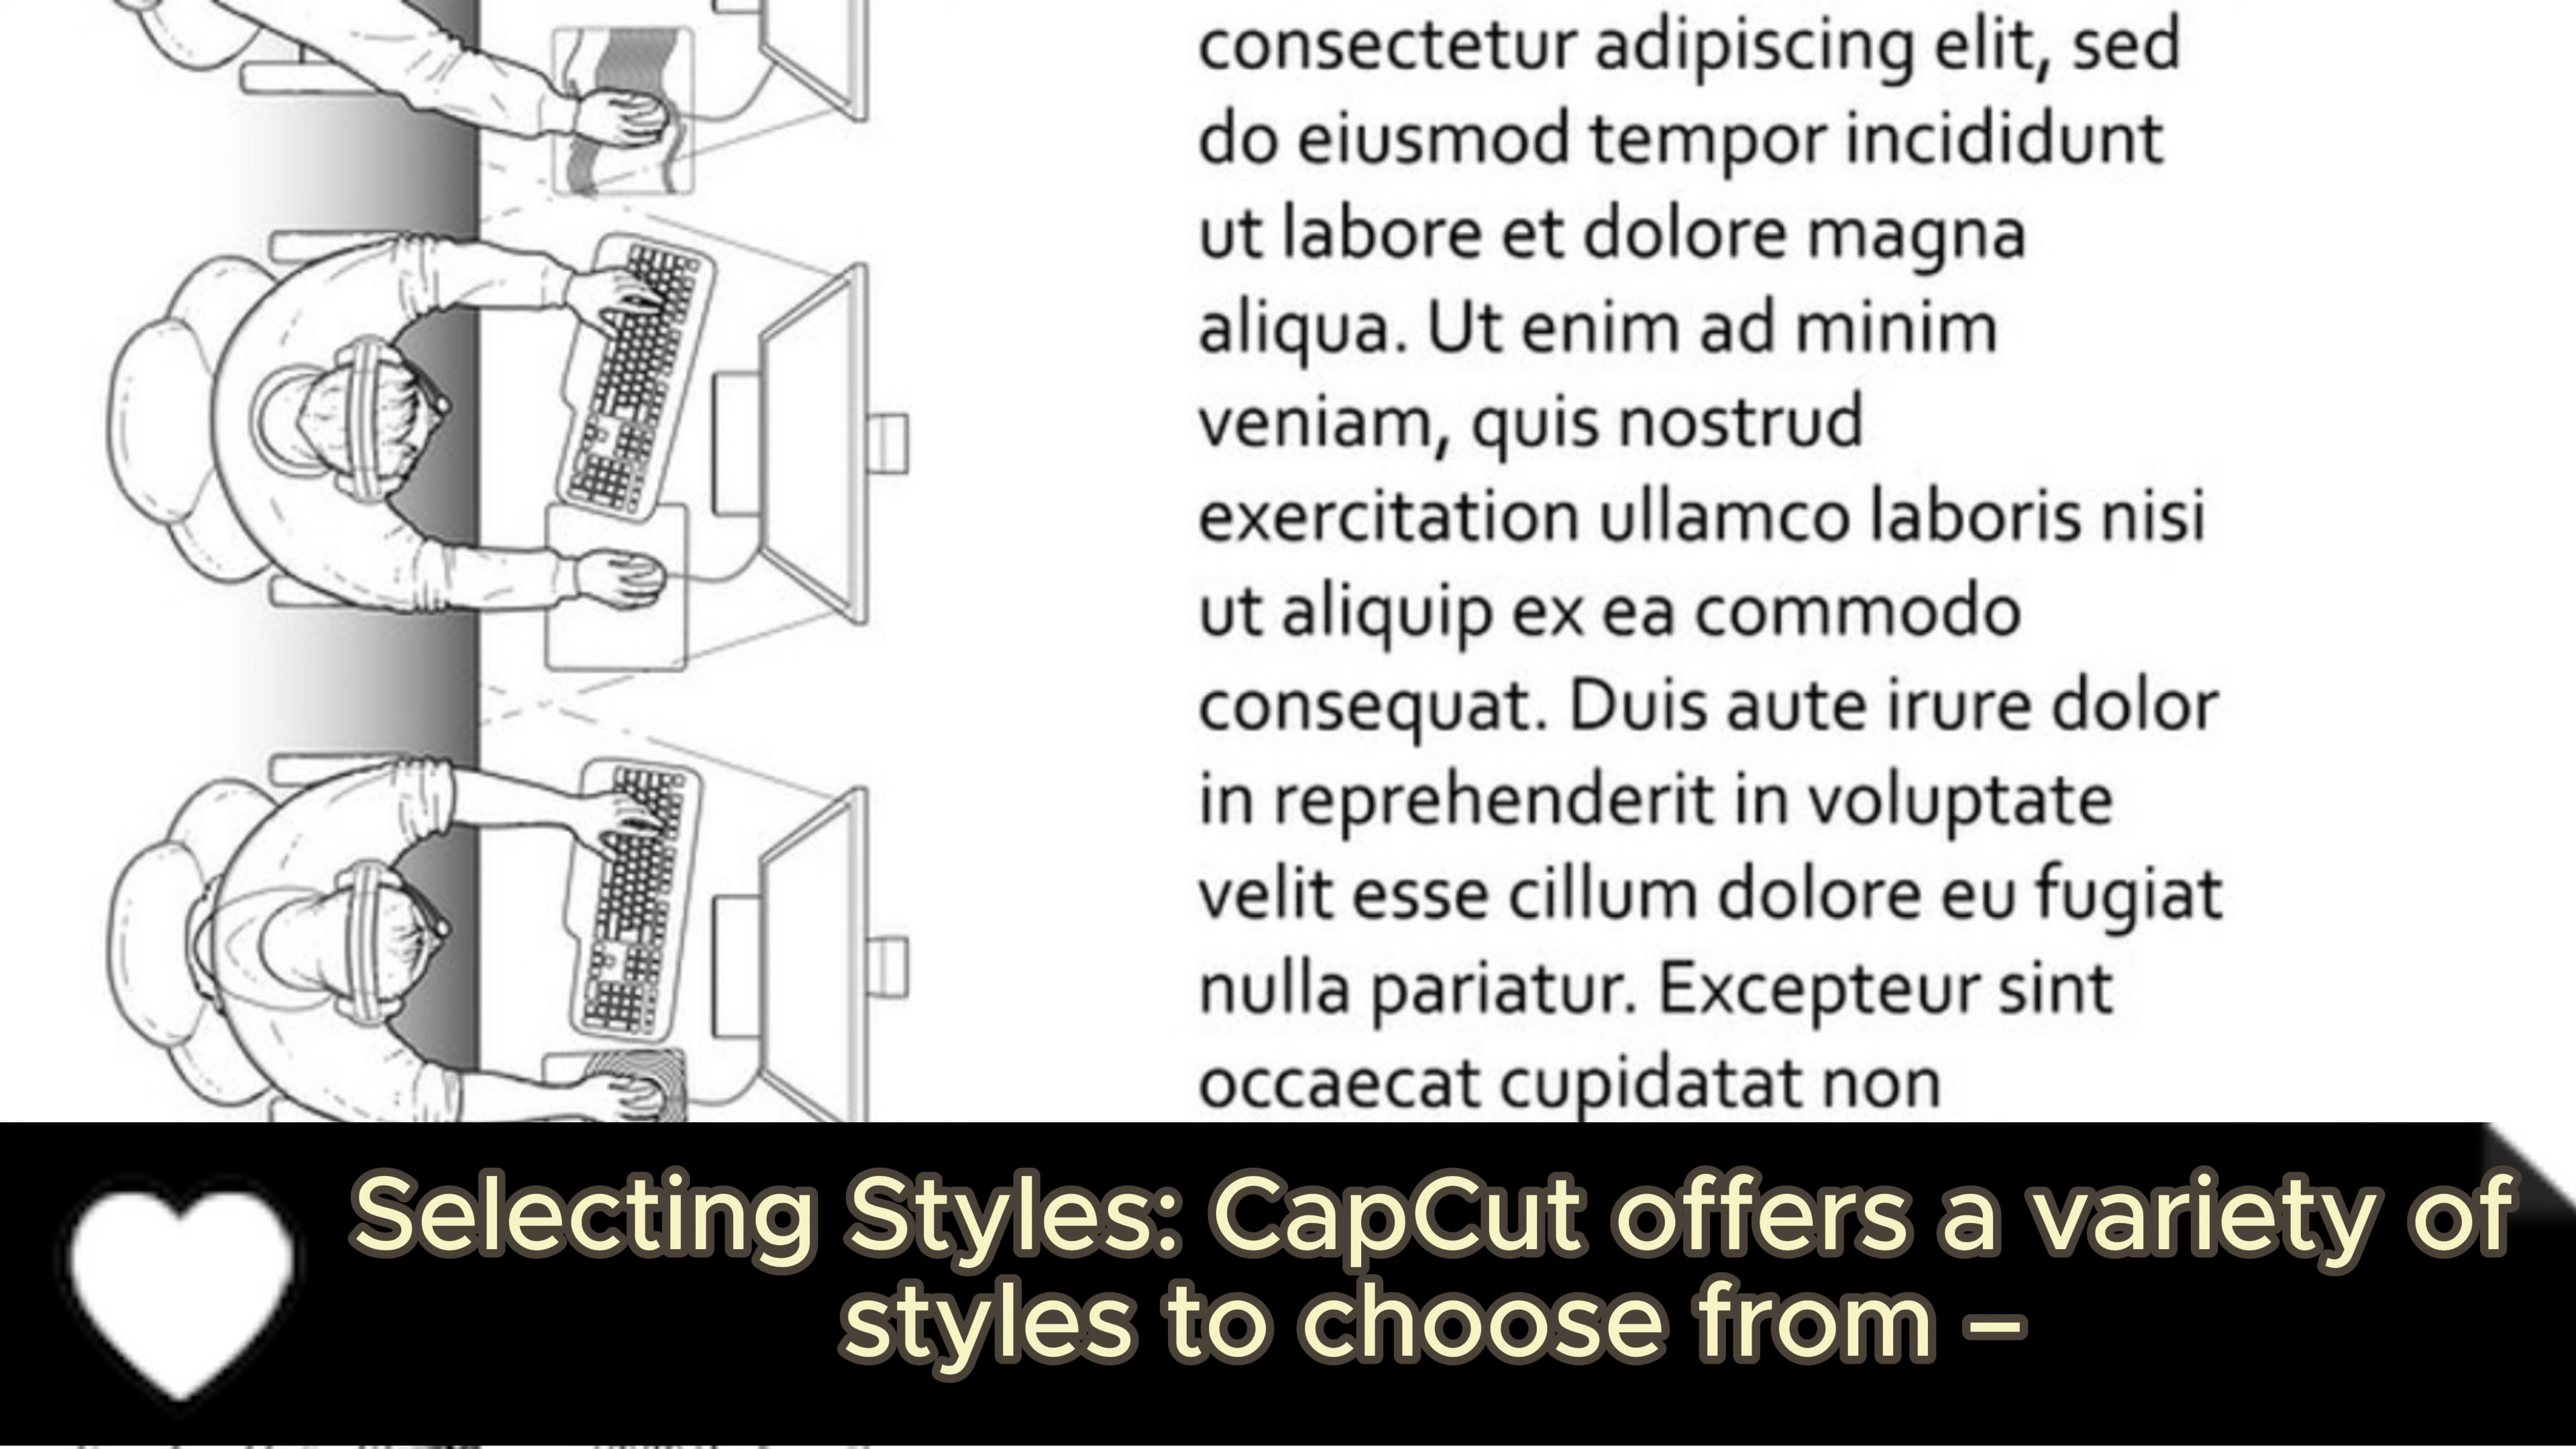 consectetur adipiscing elit, sed
do eiusmod tempor incididunt
ut labore et dolore magna
aliqua. Ut enim ad minim
veniam, quis nostrud
exercitation ullamco laboris nisi
ut aliquip ex ea commodo
consequat. Duis aute irure dolor
in reprehenderit in voluptate
velit esse cillum dolore eu fugiat
nulla pariatur. Excepteur sint
occaecat cupidatat non
Selecting Styles: CapCut offers a variety of
styles to choose from –